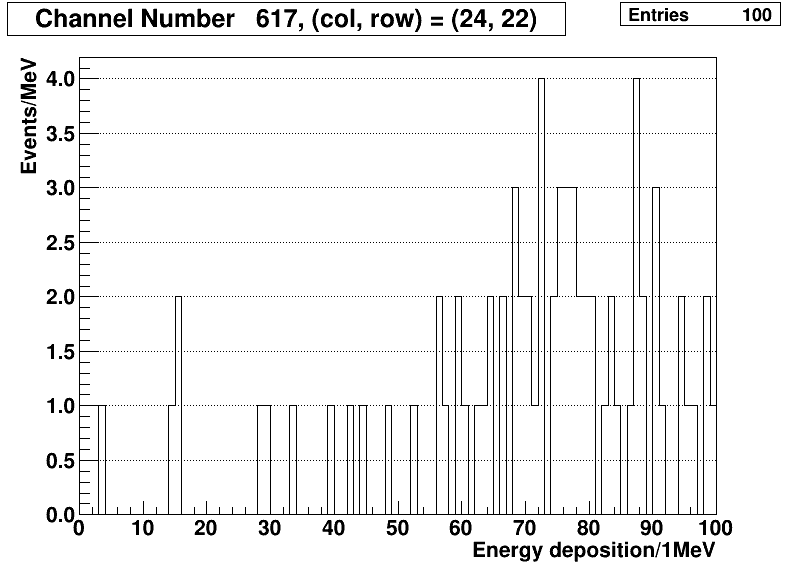 Channel Number 617, (col, row) = (24, 22)
Entries 100
Events/MeV
4.0
3.5
3.0
2.5
2.0
1.5
1.0
0.5
0.0
0 10 20 30 40 50 60 70 80 90 100
Energy deposition/1MeV